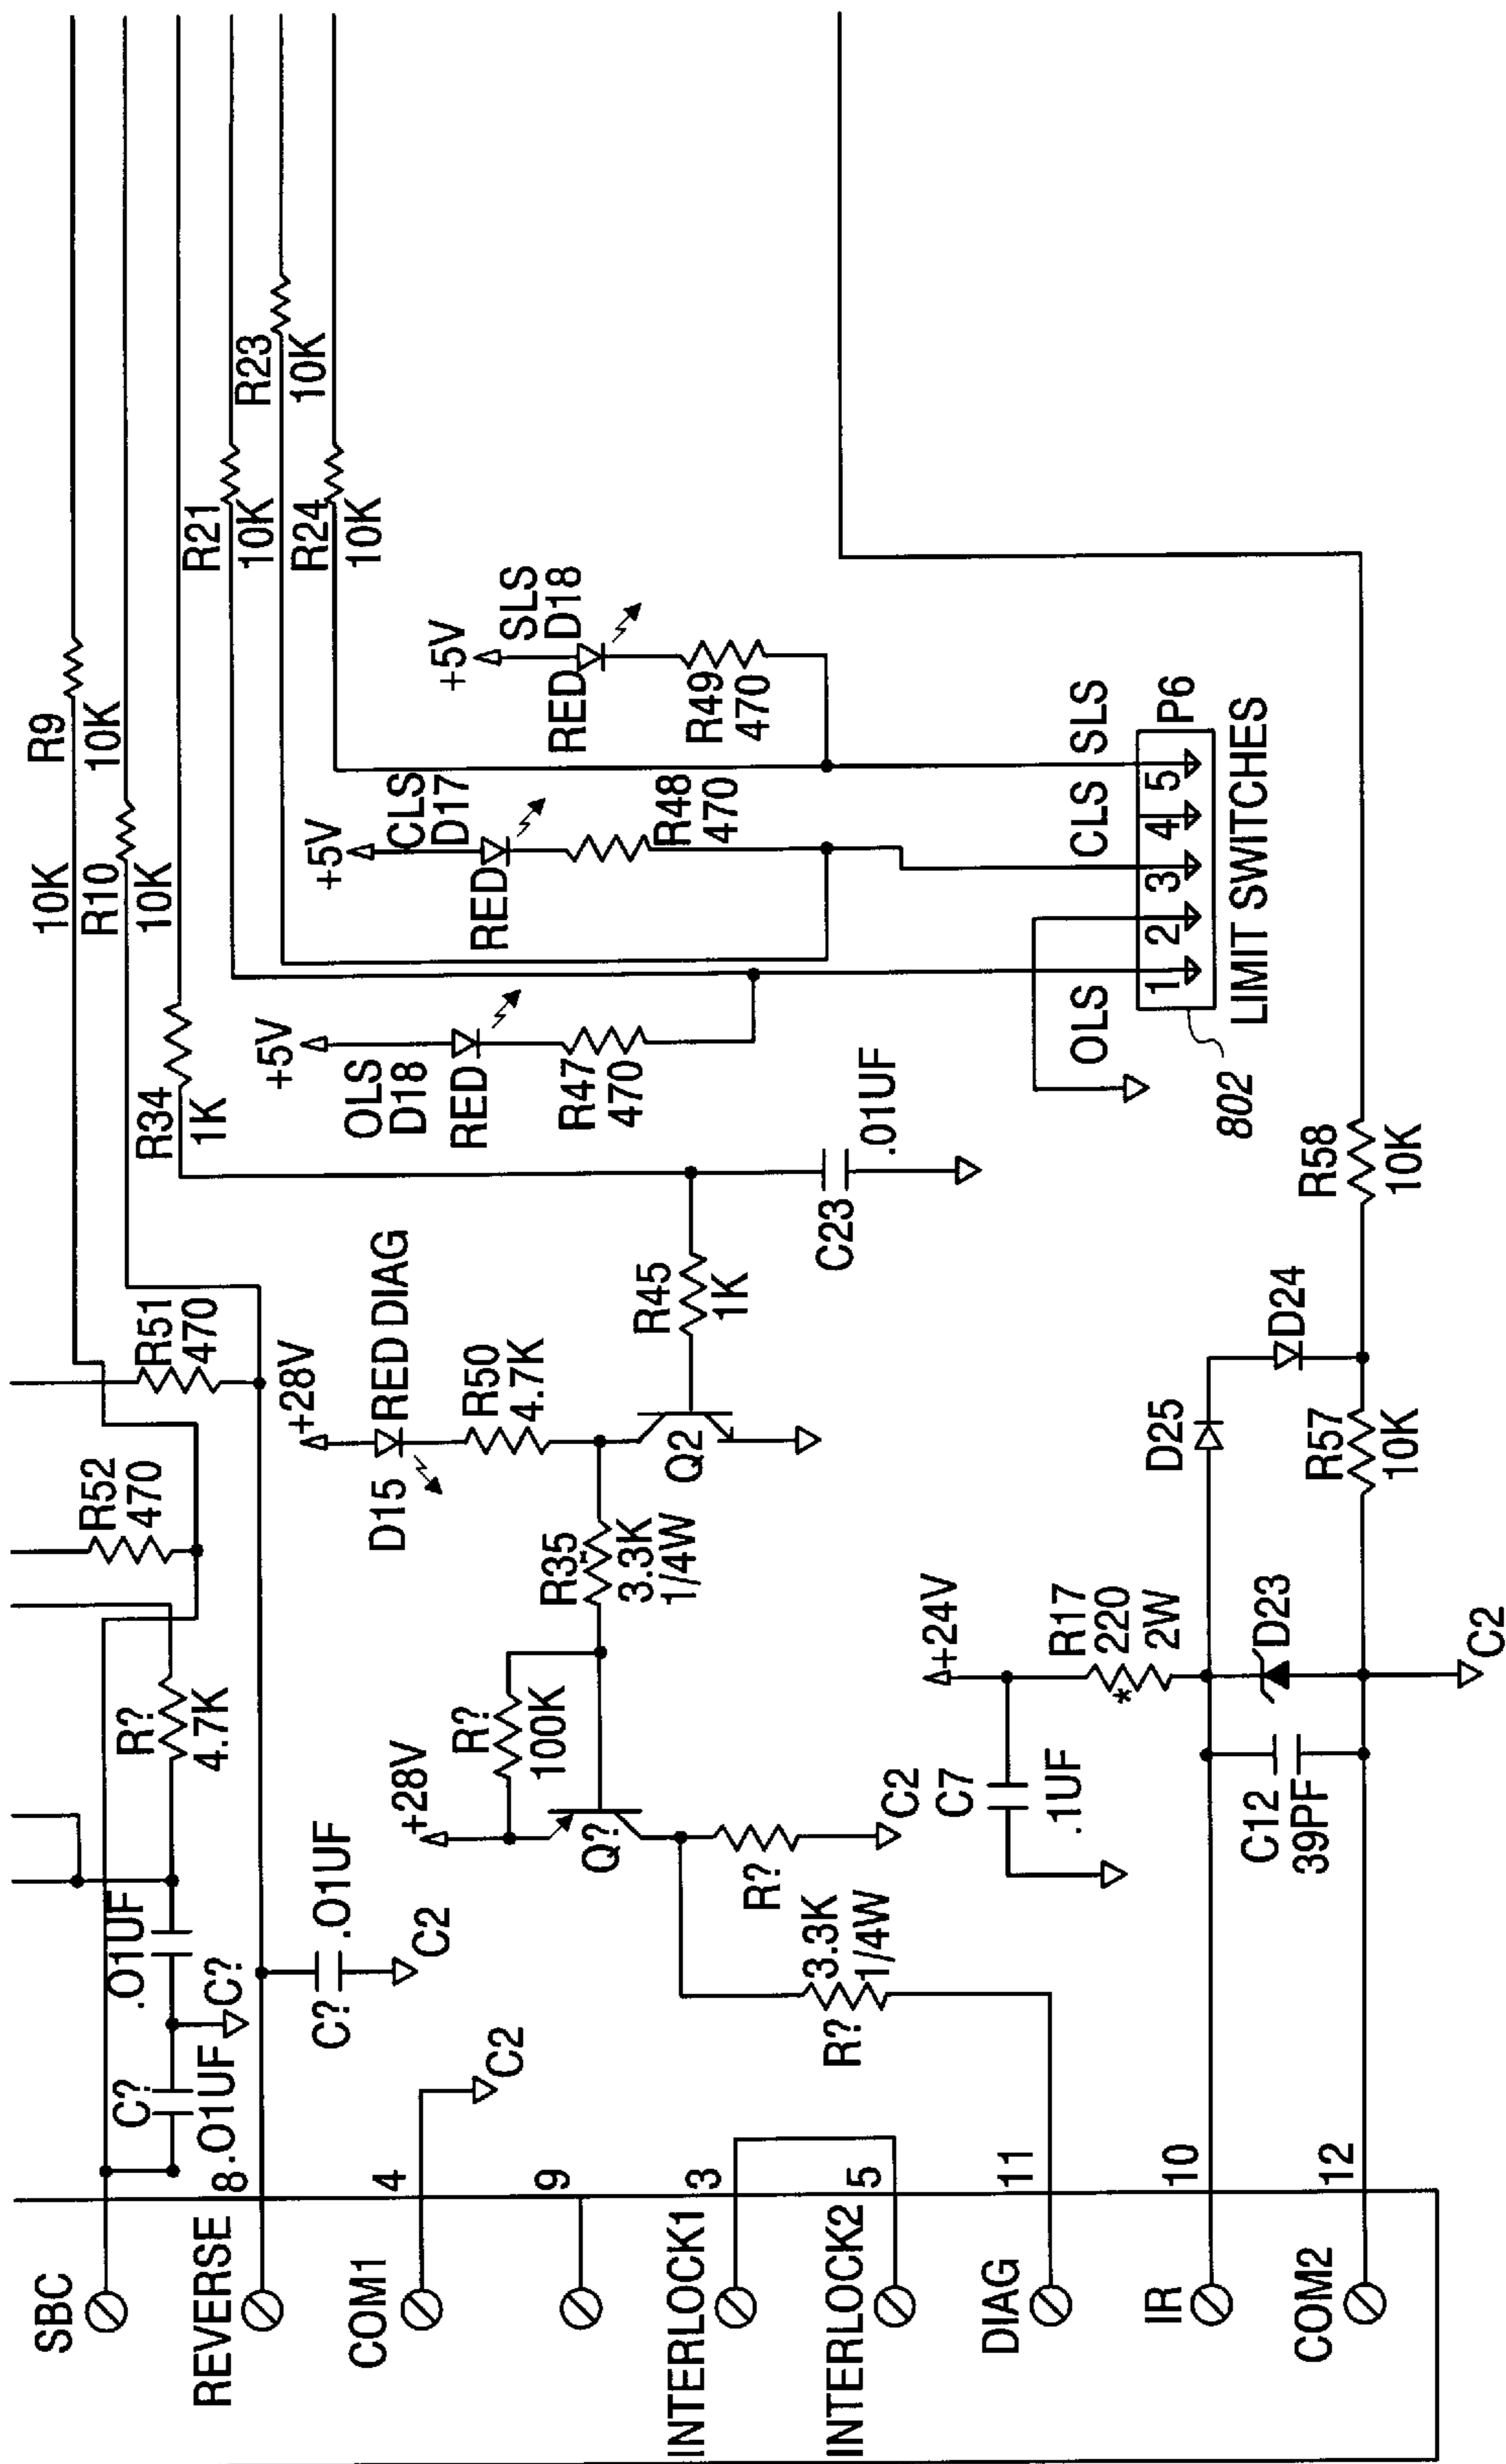 SBC
REVERSE
8
COM1
4
9
INTERLOCK1
3
INTERLOCK2
5
DIAG
11
IR
10
COM2
12
C?
.O1UF
.O1UF
C?
R?
4.7K
R52
470
R51
470
C?
.O1UF
C2
C2
R9
10K
R10
10K
10K
R34
1K
R21
10K
R23
10K
R24
10K
+28V
D15
RED DIAG
R50
4.7K
Q2
R45
1K
C23
.01UF
R35
3.3K
1/4W
R?
100K
+28V
Q?
R?
C2
R?
3.3K
1/4W
+5V
OLS
D18
RED
R47
470
+5V
CLS
D17
RED
R48
470
+5V
SLS
D18
RED
R49
470
OLS
CLS
SLS
1
2
3
4
5
P6
LIMIT SWITCHES
802
C7
.1UF
+24V
R17
220
2W
*
D23
C12
39PF
C2
D25
D24
R57
10K
R58
10K